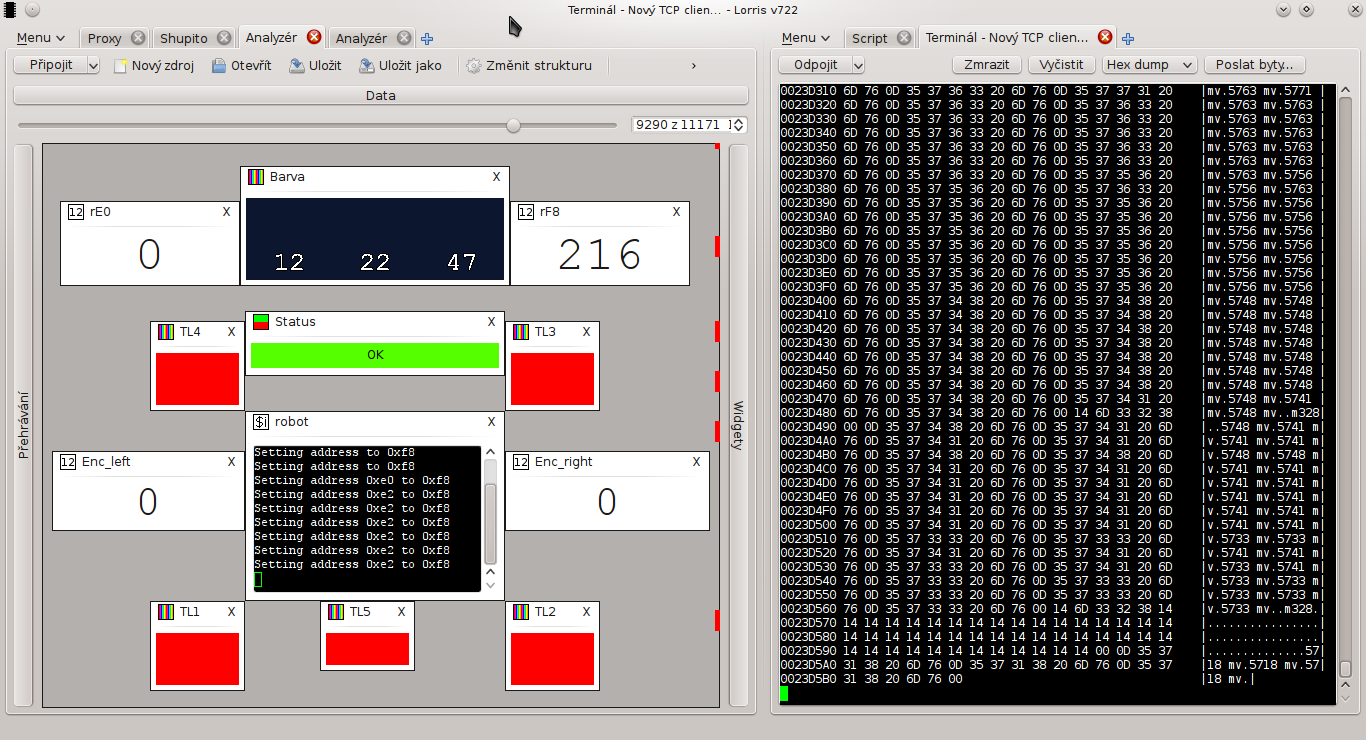 Terminál - Nový TCP clien... - Lorris v722
Menu
Proxy
Shupito
Analyzér
Analyzér
Připojit
Nový zdroj
Otevřít
Uložit
Uložit jako
Změnit strukturu
Data
9290 z 11171
Přehrávání
Widgety
Barva X
12 22 47
12 rE0 X
0
12 rF8 X
216
TL4 X
Status X
OK
TL3 X
$i robot X
Setting address to 0xf8
Setting address to 0xf8
Setting address 0xe0 to 0xf8
Setting address 0xe2 to 0xf8
Setting address 0xe2 to 0xf8
Setting address 0xe2 to 0xf8
Setting address 0xe2 to 0xf8
Setting address 0xe2 to 0xf8
Setting address 0xe2 to 0xf8
12 Enc_left X
0
12 Enc_right X
0
TL1 X
TL5 X
TL2 X
Menu
Script
Terminál - Nový TCP clien...
Odpojit
Zmrazit
Vyčistit
Hex dump
Poslat byty...
0023D310 6D 76 0D 35 37 36 33 20 6D 76 0D 35 37 37 31 20 |mv.5763 mv.5771 |
0023D320 6D 76 0D 35 37 36 33 20 6D 76 0D 35 37 36 33 20 |mv.5763 mv.5763 |
0023D330 6D 76 0D 35 37 36 33 20 6D 76 0D 35 37 36 33 20 |mv.5763 mv.5763 |
0023D340 6D 76 0D 35 37 36 33 20 6D 76 0D 35 37 36 33 20 |mv.5763 mv.5763 |
0023D350 6D 76 0D 35 37 36 33 20 6D 76 0D 35 37 36 33 20 |mv.5763 mv.5763 |
0023D360 6D 76 0D 35 37 36 33 20 6D 76 0D 35 37 36 33 20 |mv.5763 mv.5763 |
0023D370 6D 76 0D 35 37 36 33 20 6D 76 0D 35 37 35 36 20 |mv.5763 mv.5756 |
0023D380 6D 76 0D 35 37 35 36 20 6D 76 0D 35 37 36 33 20 |mv.5756 mv.5763 |
0023D390 6D 76 0D 35 37 35 36 20 6D 76 0D 35 37 35 36 20 |mv.5756 mv.5756 |
0023D3A0 6D 76 0D 35 37 35 36 20 6D 76 0D 35 37 35 36 20 |mv.5756 mv.5756 |
0023D3B0 6D 76 0D 35 37 35 36 20 6D 76 0D 35 37 35 36 20 |mv.5756 mv.5756 |
0023D3C0 6D 76 0D 35 37 35 36 20 6D 76 0D 35 37 35 36 20 |mv.5756 mv.5756 |
0023D3D0 6D 76 0D 35 37 35 36 20 6D 76 0D 35 37 35 36 20 |mv.5756 mv.5756 |
0023D3E0 6D 76 0D 35 37 35 36 20 6D 76 0D 35 37 35 36 20 |mv.5756 mv.5756 |
0023D3F0 6D 76 0D 35 37 35 36 20 6D 76 0D 35 37 35 36 20 |mv.5756 mv.5756 |
0023D400 6D 76 0D 35 37 34 38 20 6D 76 0D 35 37 34 38 20 |mv.5748 mv.5748 |
0023D410 6D 76 0D 35 37 34 38 20 6D 76 0D 35 37 34 38 20 |mv.5748 mv.5748 |
0023D420 6D 76 0D 35 37 34 38 20 6D 76 0D 35 37 34 38 20 |mv.5748 mv.5748 |
0023D430 6D 76 0D 35 37 34 38 20 6D 76 0D 35 37 34 38 20 |mv.5748 mv.5748 |
0023D440 6D 76 0D 35 37 34 38 20 6D 76 0D 35 37 34 38 20 |mv.5748 mv.5748 |
0023D450 6D 76 0D 35 37 34 38 20 6D 76 0D 35 37 34 38 20 |mv.5748 mv.5748 |
0023D460 6D 76 0D 35 37 34 38 20 6D 76 0D 35 37 34 38 20 |mv.5748 mv.5748 |
0023D470 6D 76 0D 35 37 34 38 20 6D 76 0D 35 37 34 31 20 |mv.5748 mv.5741 |
0023D480 6D 76 0D 35 37 34 38 20 6D 76 00 14 6D 33 32 38 |mv.5748 mv..m328|
0023D490 00 0D 35 37 34 38 20 6D 76 0D 35 37 34 31 20 6D |..5748 mv.5741 m|
0023D4A0 76 0D 35 37 34 31 20 6D 76 0D 35 37 34 31 20 6D |v.5741 mv.5741 m|
0023D4B0 76 0D 35 37 34 38 20 6D 76 0D 35 37 34 38 20 6D |v.5748 mv.5748 m|
0023D4C0 76 0D 35 37 34 31 20 6D 76 0D 35 37 34 31 20 6D |v.5741 mv.5741 m|
0023D4D0 76 0D 35 37 34 31 20 6D 76 0D 35 37 34 31 20 6D |v.5741 mv.5741 m|
0023D4E0 76 0D 35 37 34 31 20 6D 76 0D 35 37 34 31 20 6D |v.5741 mv.5741 m|
0023D4F0 76 0D 35 37 34 31 20 6D 76 0D 35 37 34 31 20 6D |v.5741 mv.5741 m|
0023D500 76 0D 35 37 34 31 20 6D 76 0D 35 37 34 31 20 6D |v.5741 mv.5741 m|
0023D510 76 0D 35 37 33 33 20 6D 76 0D 35 37 33 33 20 6D |v.5733 mv.5733 m|
0023D520 76 0D 35 37 34 31 20 6D 76 0D 35 37 34 31 20 6D |v.5741 mv.5741 m|
0023D530 76 0D 35 37 33 33 20 6D 76 0D 35 37 34 31 20 6D |v.5733 mv.5741 m|
0023D540 76 0D 35 37 33 33 20 6D 76 0D 35 37 33 33 20 6D |v.5733 mv.5733 m|
0023D550 76 0D 35 37 33 33 20 6D 76 0D 35 37 33 33 20 6D |v.5733 mv.5733 m|
0023D560 76 0D 35 37 33 33 20 6D 76 00 14 6D 33 32 38 14 |v.5733 mv..m328.|
0023D570 14 14 14 14 14 14 14 14 14 14 14 14 14 14 14 14 |................|
0023D580 14 14 14 14 14 14 14 14 14 14 14 14 14 14 14 14 |................|
0023D590 14 14 14 14 14 14 14 14 14 14 14 14 00 0D 35 37 |..............57|
0023D5A0 31 38 20 6D 76 0D 35 37 31 38 20 6D 76 0D 35 37 |18 mv.5718 mv.57|
0023D5B0 31 38 20 6D 76 00 |18 mv.|